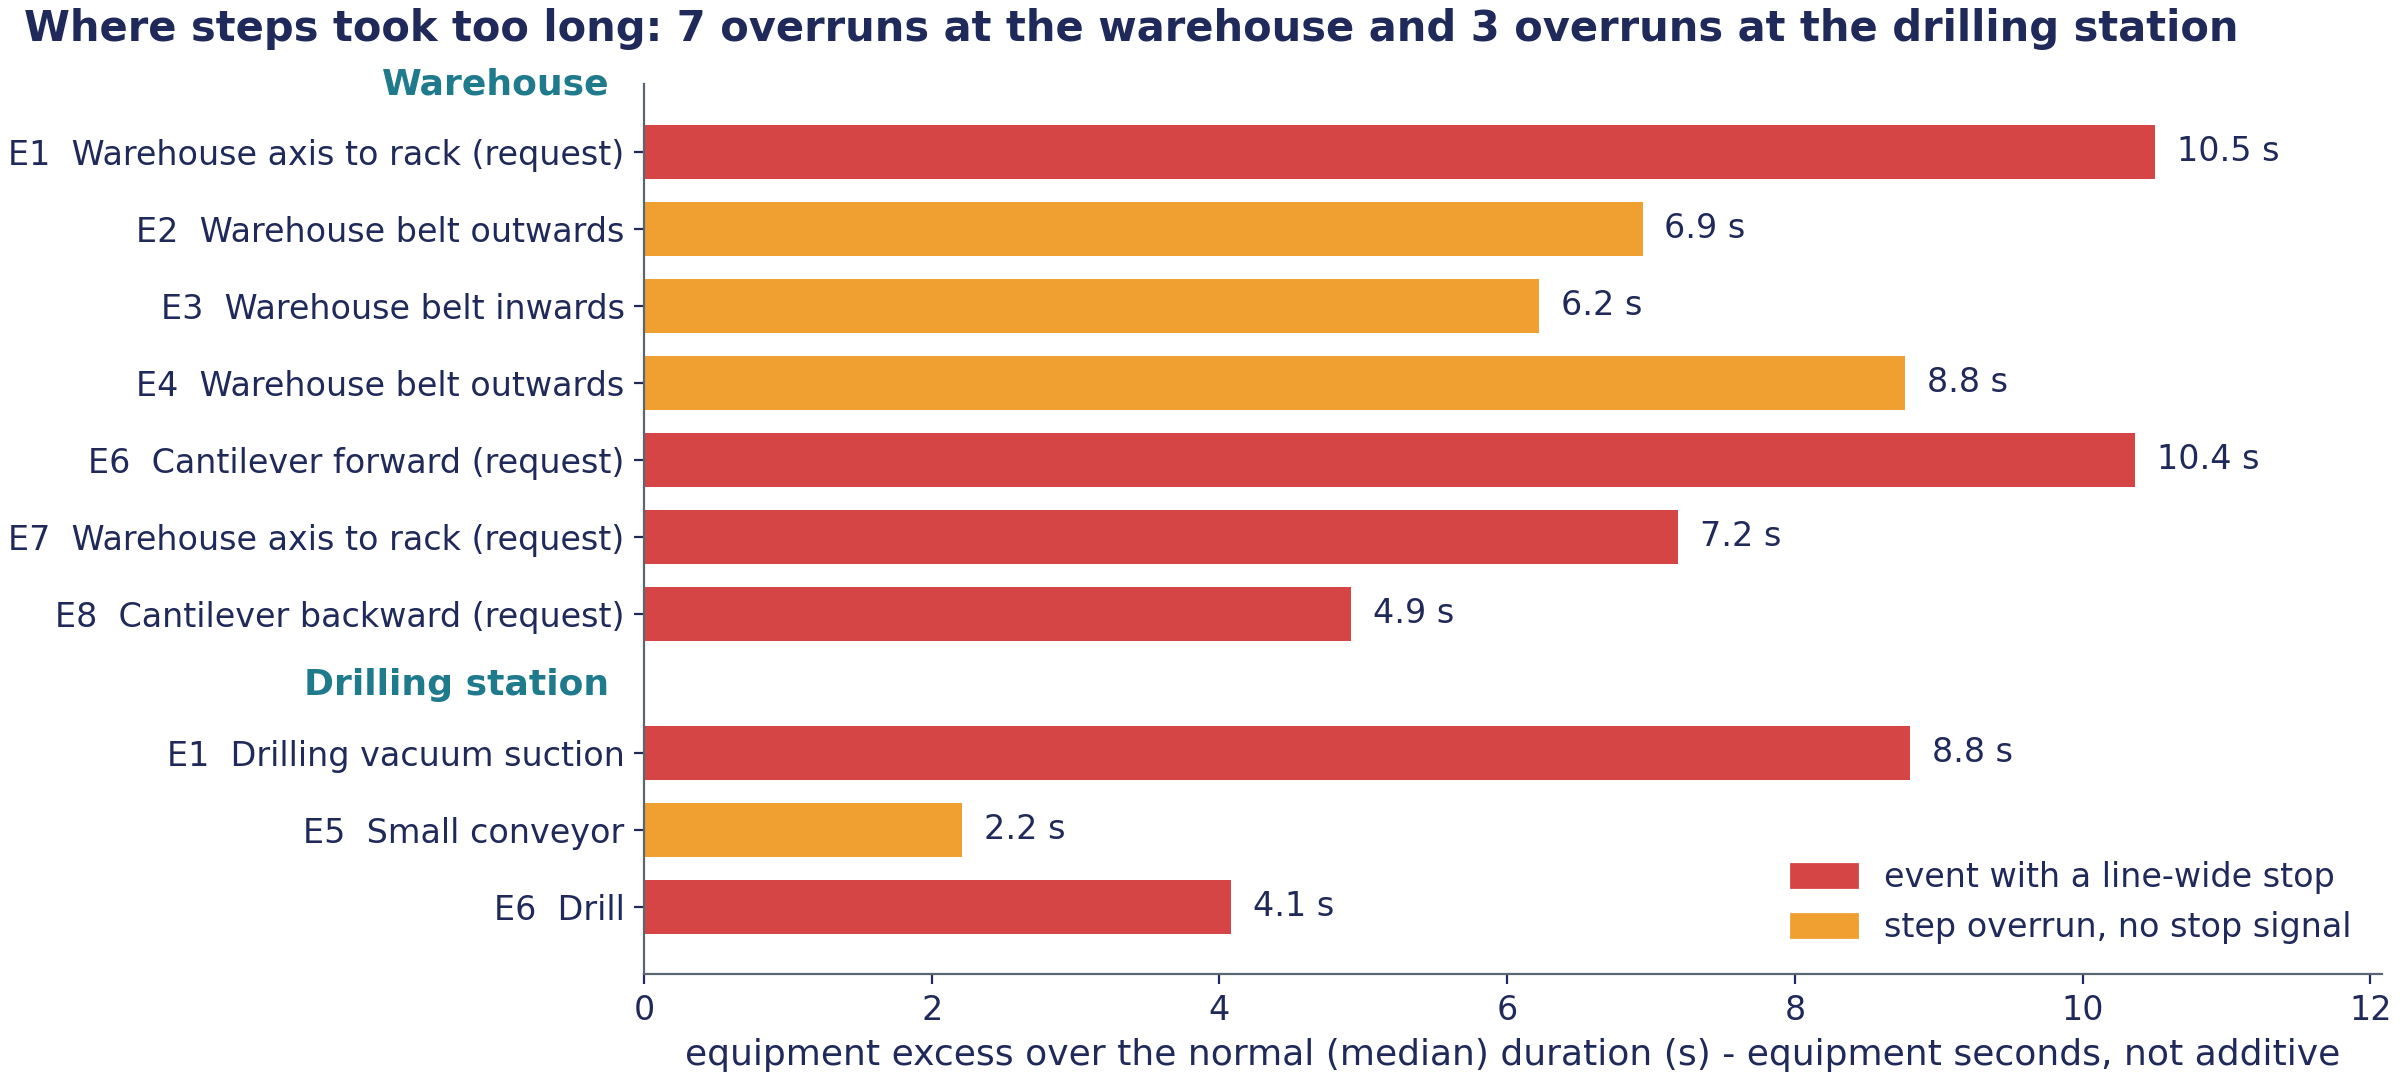 Where steps took too long: 7 overruns at the warehouse and 3 overruns at the drilling station
Warehouse
E1 Warehouse axis to rack (request) 10.5 s
E2 Warehouse belt outwards 6.9 s
E3 Warehouse belt inwards 6.2 s
E4 Warehouse belt outwards 8.8 s
E6 Cantilever forward (request) 10.4 s
E7 Warehouse axis to rack (request) 7.2 s
E8 Cantilever backward (request) 4.9 s
Drilling station
E1 Drilling vacuum suction 8.8 s
E5 Small conveyor 2.2 s
E6 Drill 4.1 s
event with a line-wide stop
step overrun, no stop signal
0 2 4 6 8 10 12
equipment excess over the normal (median) duration (s) - equipment seconds, not additive